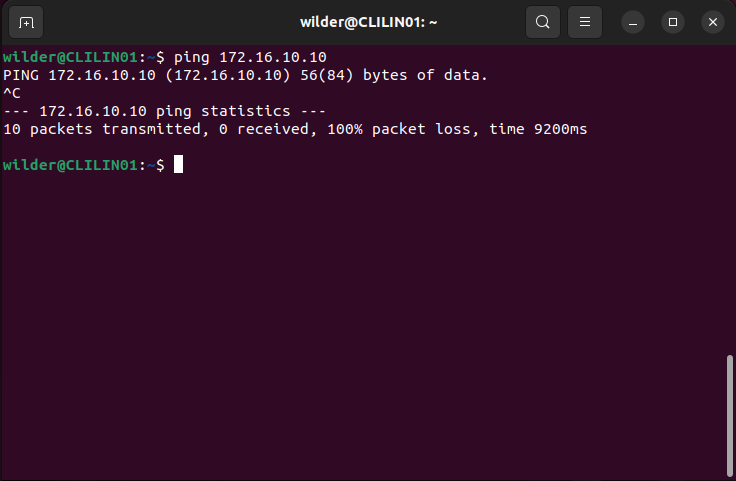 wilder@CLILIN01: ~
wilder@CLILIN01:~$ ping 172.16.10.10
PING 172.16.10.10 (172.16.10.10) 56(84) bytes of data.
^C
--- 172.16.10.10 ping statistics ---
10 packets transmitted, 0 received, 100% packet loss, time 9200ms
wilder@CLILIN01:~$